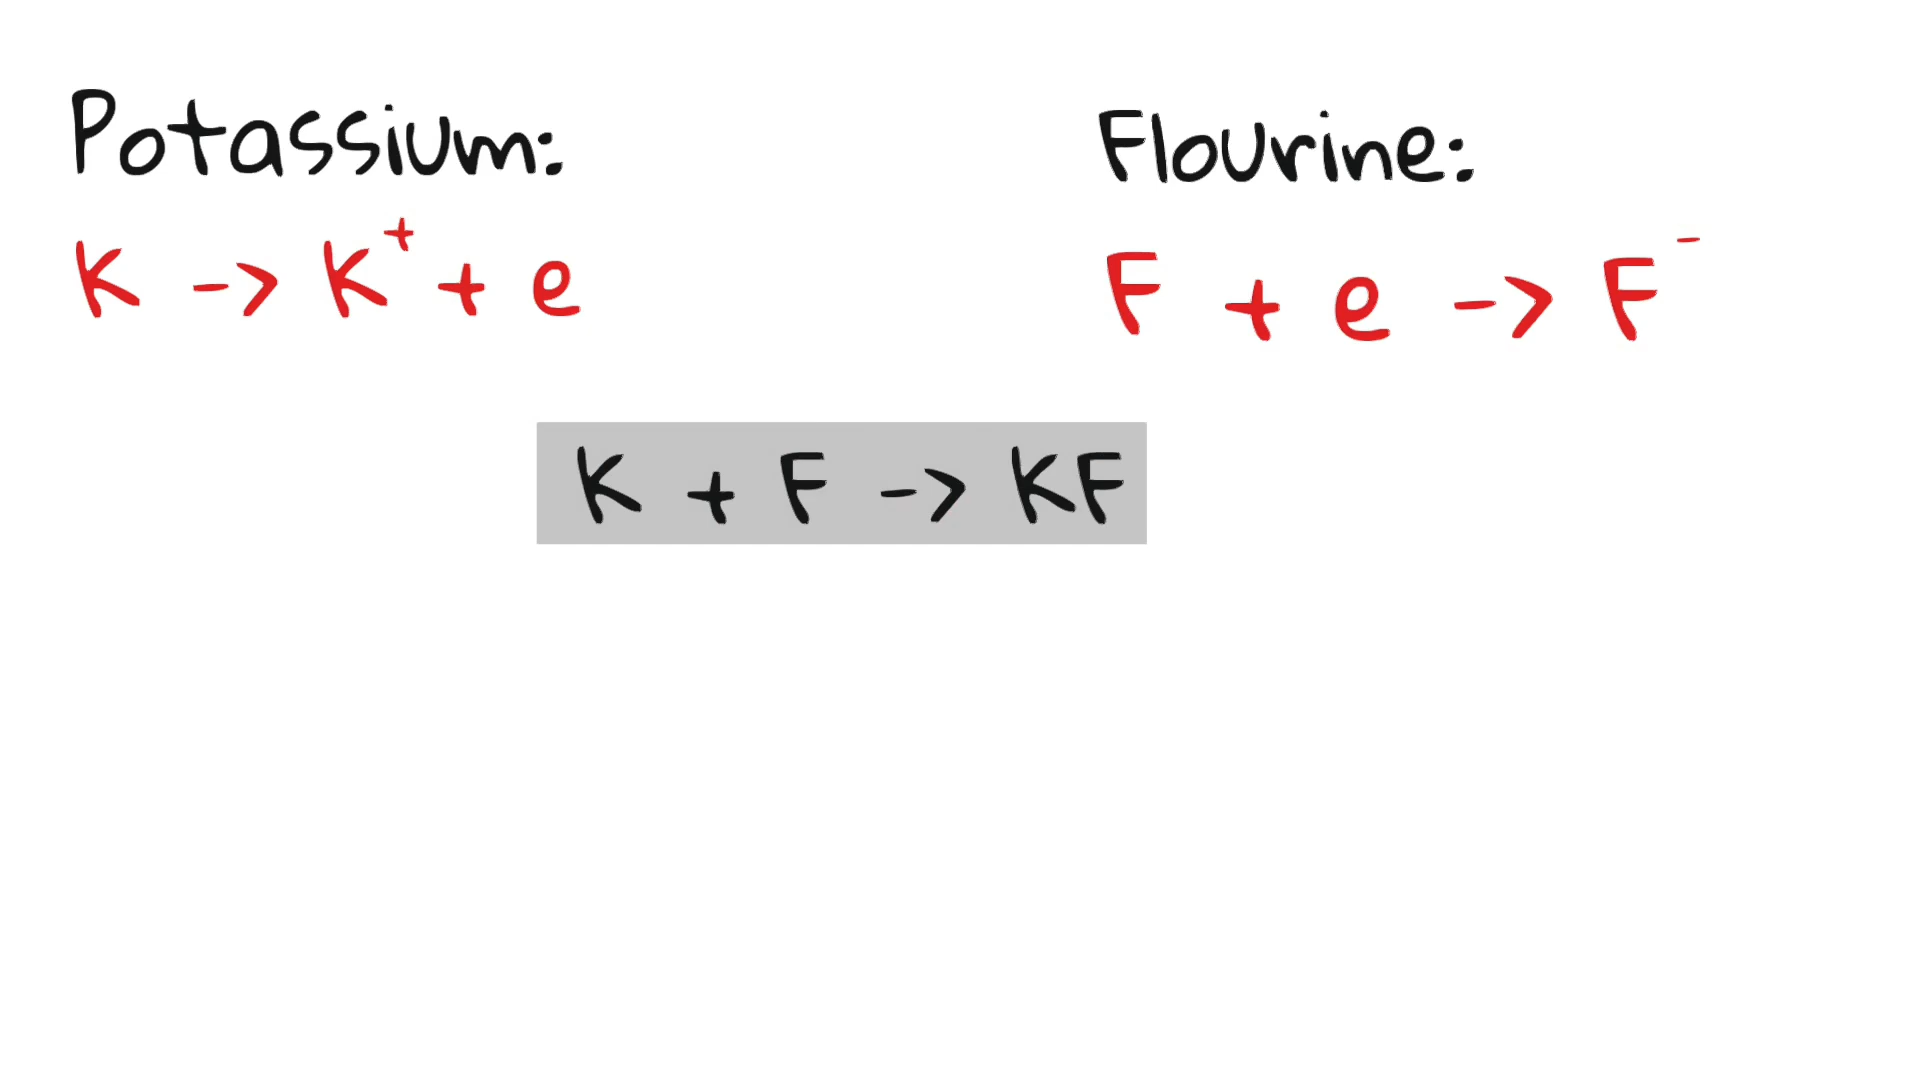 Potassium:
K -> K⁺ + e
Flourine:
F + e -> F⁻
K + F -> KF